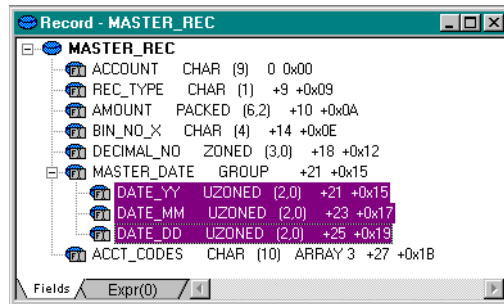 Record - MASTER_REC
MASTER_REC
ACCOUNT CHAR (9) 0 0x00
REC_TYPE CHAR (1) +9 +0x09
AMOUNT PACKED (6,2) +10 +0x0A
BIN_NO_X CHAR (4) +14 +0x0E
DECIMAL_NO ZONED (3,0) +18 +0x12
MASTER_DATE GROUP +21 +0x15
DATE_YY UZONED (2,0) +21 +0x15
DATE_MM UZONED (2,0) +23 +0x17
DATE_DD UZONED (2,0) +25 +0x19
ACCT_CODES CHAR (10) ARRAY 3 +27 +0x1B
Fields Expr(0)